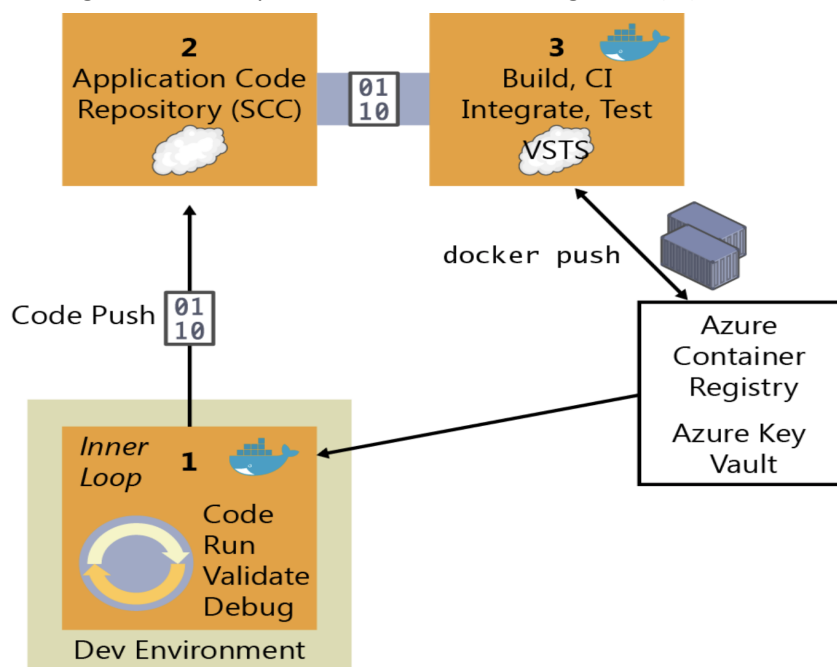 2
Application Code
Repository (SCC)
01
10
3
Build, CI
Integrate, Test
VSTS
docker push
Code Push
01
10
Azure
Container
Registry
Azure Key
Vault
Inner
Loop
1
Code
Run
Validate
Debug
Dev Environment